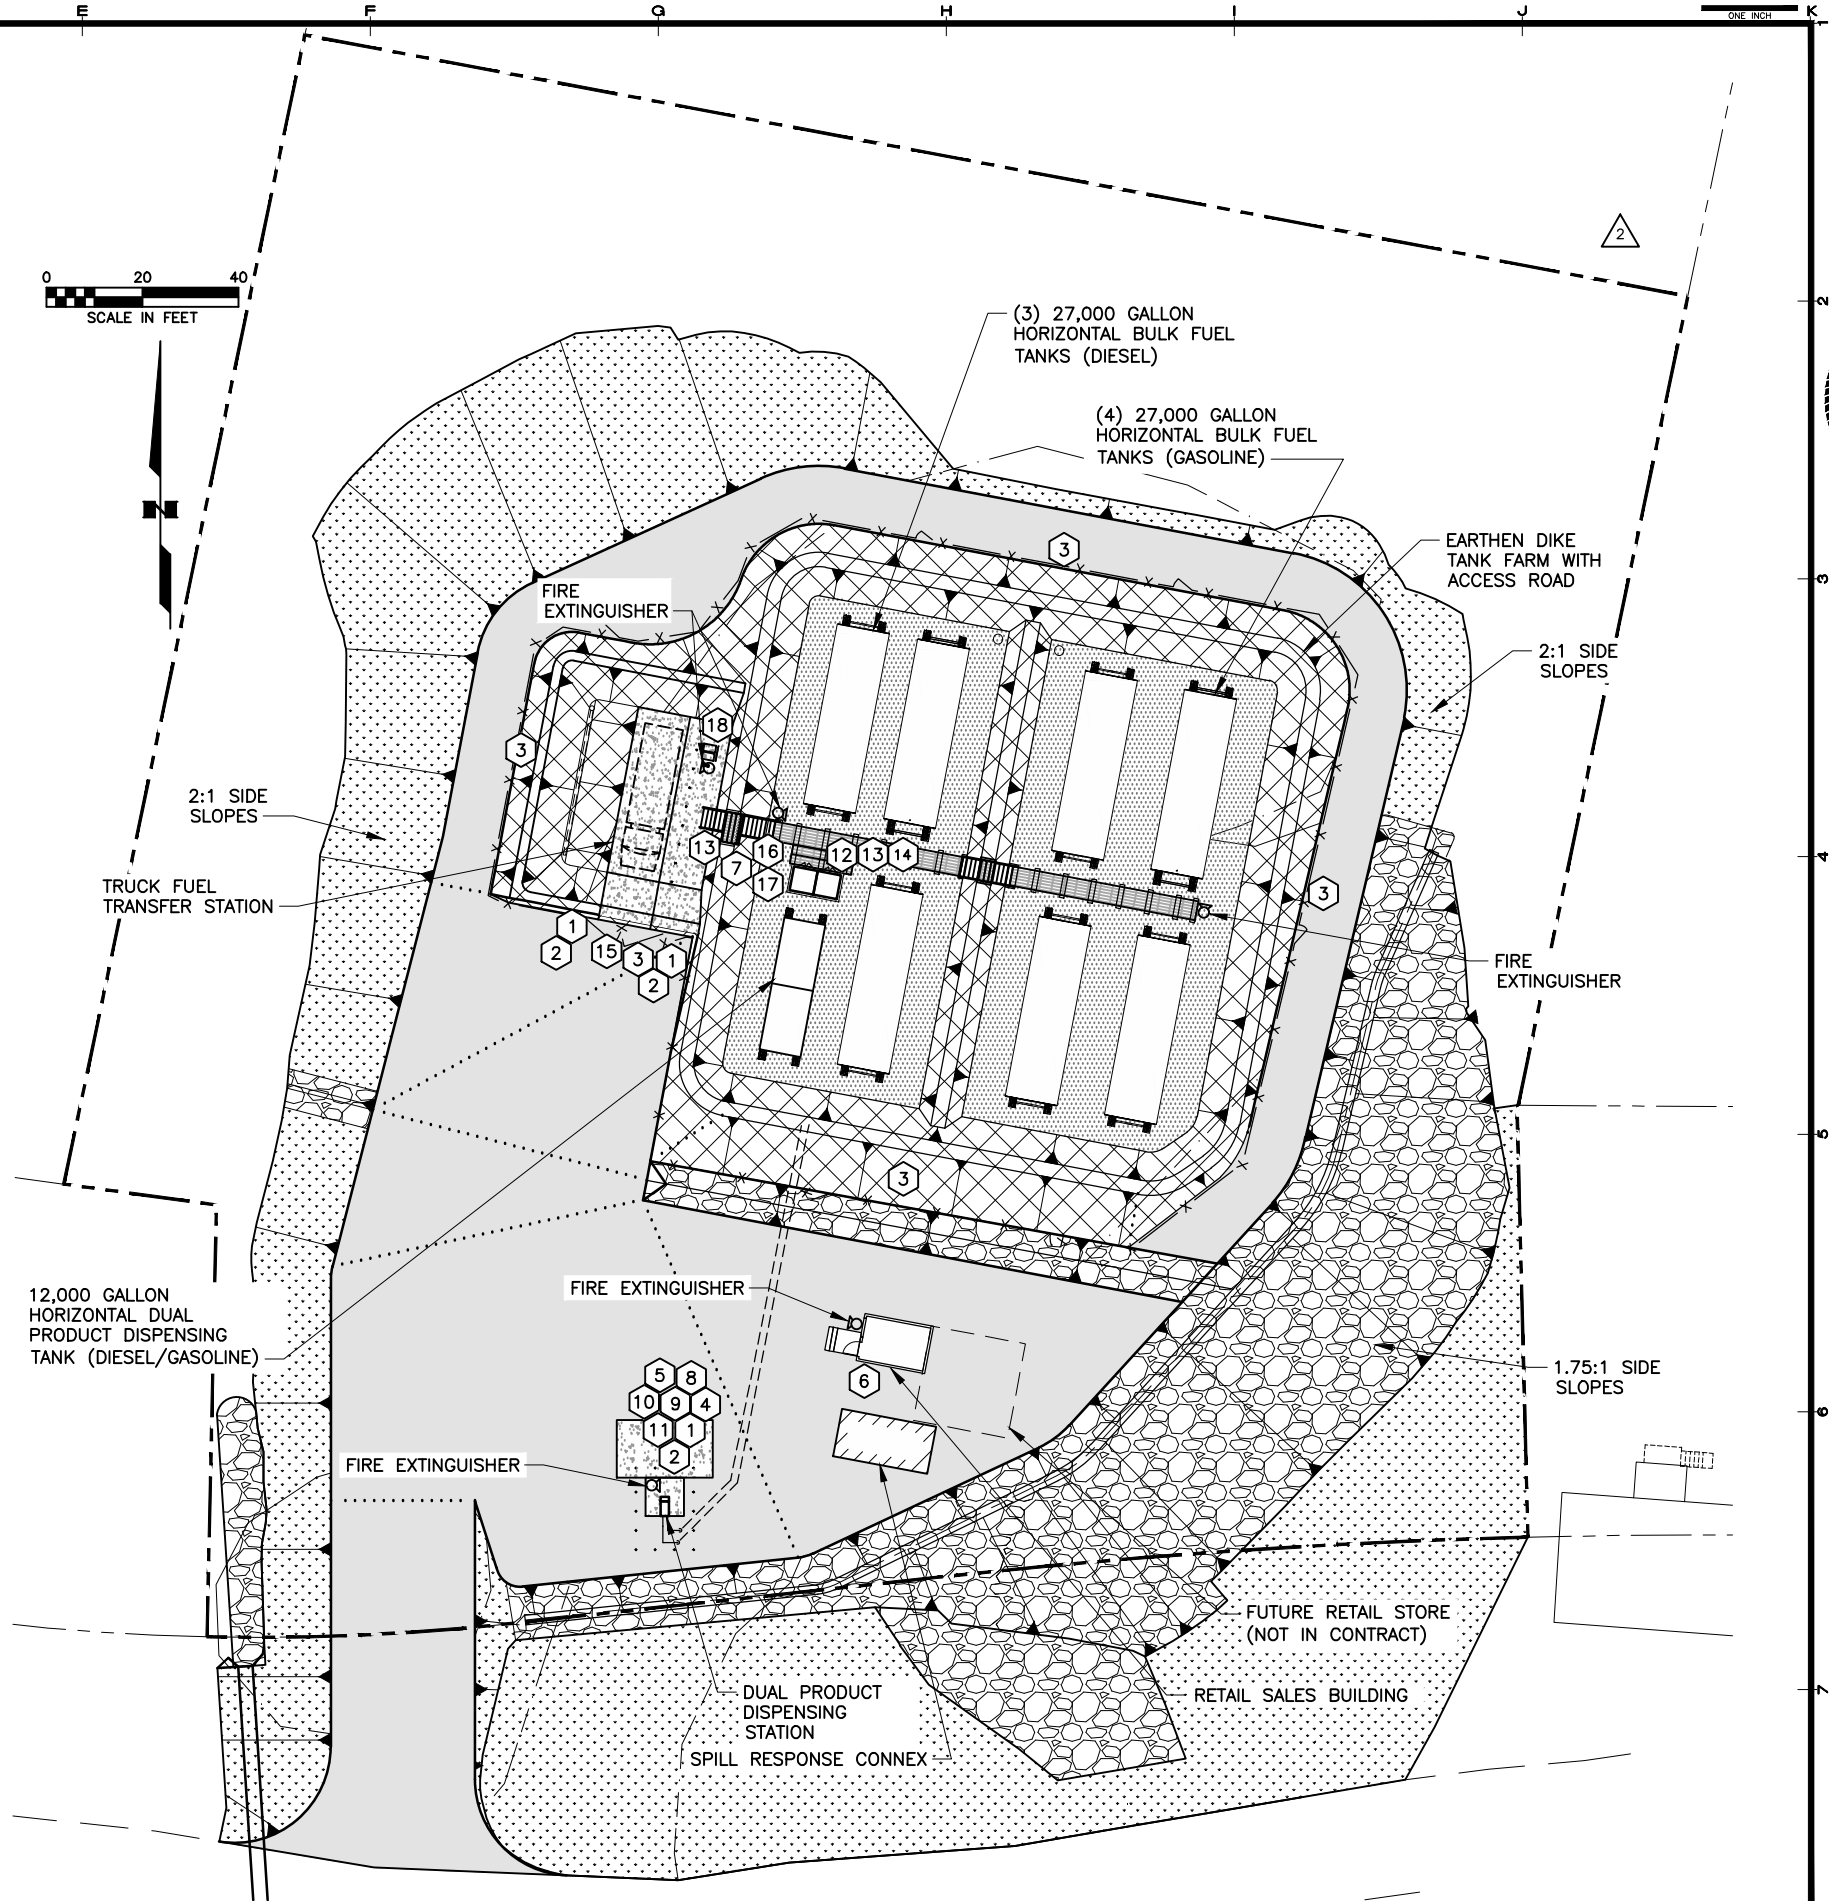 E F G H I J K
ONE INCH
1
2
0 20 40
SCALE IN FEET
N
2
(3) 27,000 GALLON
HORIZONTAL BULK FUEL
TANKS (DIESEL)
(4) 27,000 GALLON
HORIZONTAL BULK FUEL
TANKS (GASOLINE)
3
EARTHEN DIKE
TANK FARM WITH
ACCESS ROAD
3
FIRE
EXTINGUISHER
2:1 SIDE
SLOPES
18
3
2:1 SIDE
SLOPES
13
7
16
17
12
13
14
4
3
TRUCK FUEL
TRANSFER STATION
1
2
15
3
1
2
FIRE
EXTINGUISHER
5
3
12,000 GALLON
HORIZONTAL DUAL
PRODUCT DISPENSING
TANK (DIESEL/GASOLINE)
FIRE EXTINGUISHER
1.75:1 SIDE
SLOPES
5
8
10
9
4
11
1
2
6
6
FIRE EXTINGUISHER
FUTURE RETAIL STORE
(NOT IN CONTRACT)
RETAIL SALES BUILDING
7
DUAL PRODUCT
DISPENSING
STATION
SPILL RESPONSE CONNEX